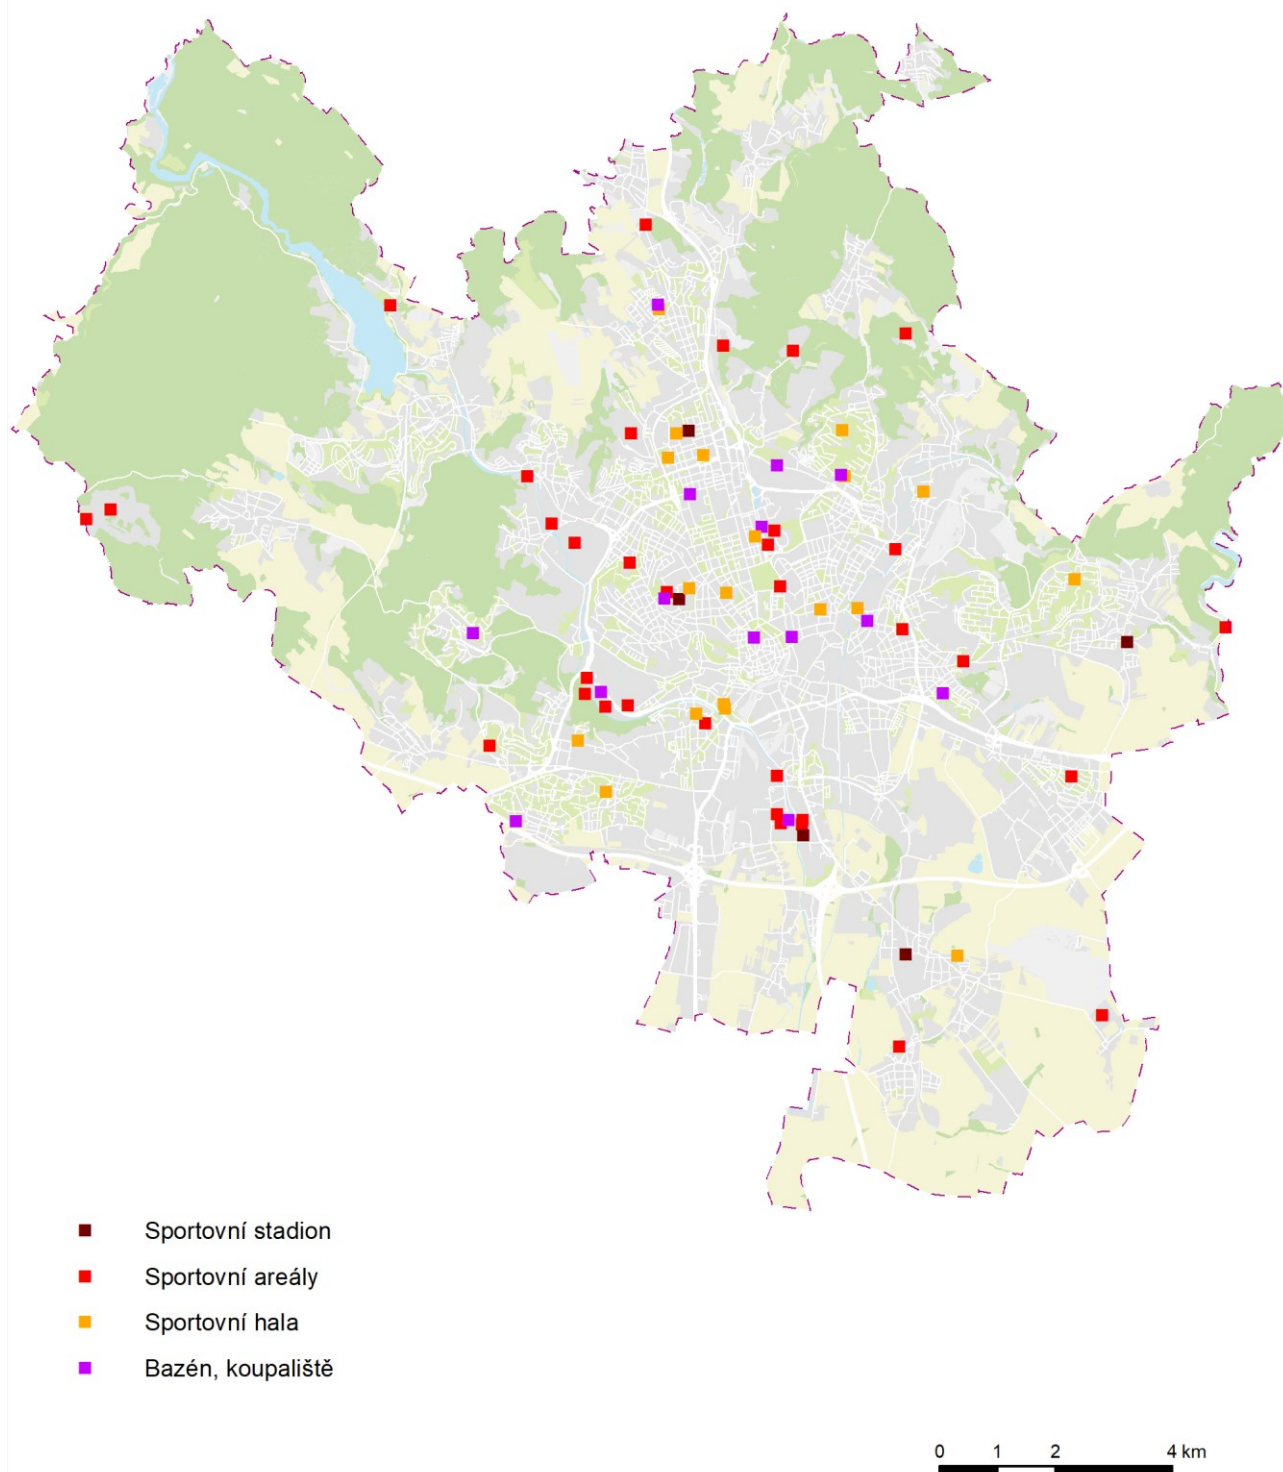 Sportovní stadion
Sportovní areály
Sportovní hala
Bazén, koupaliště
0 1 2 4 km